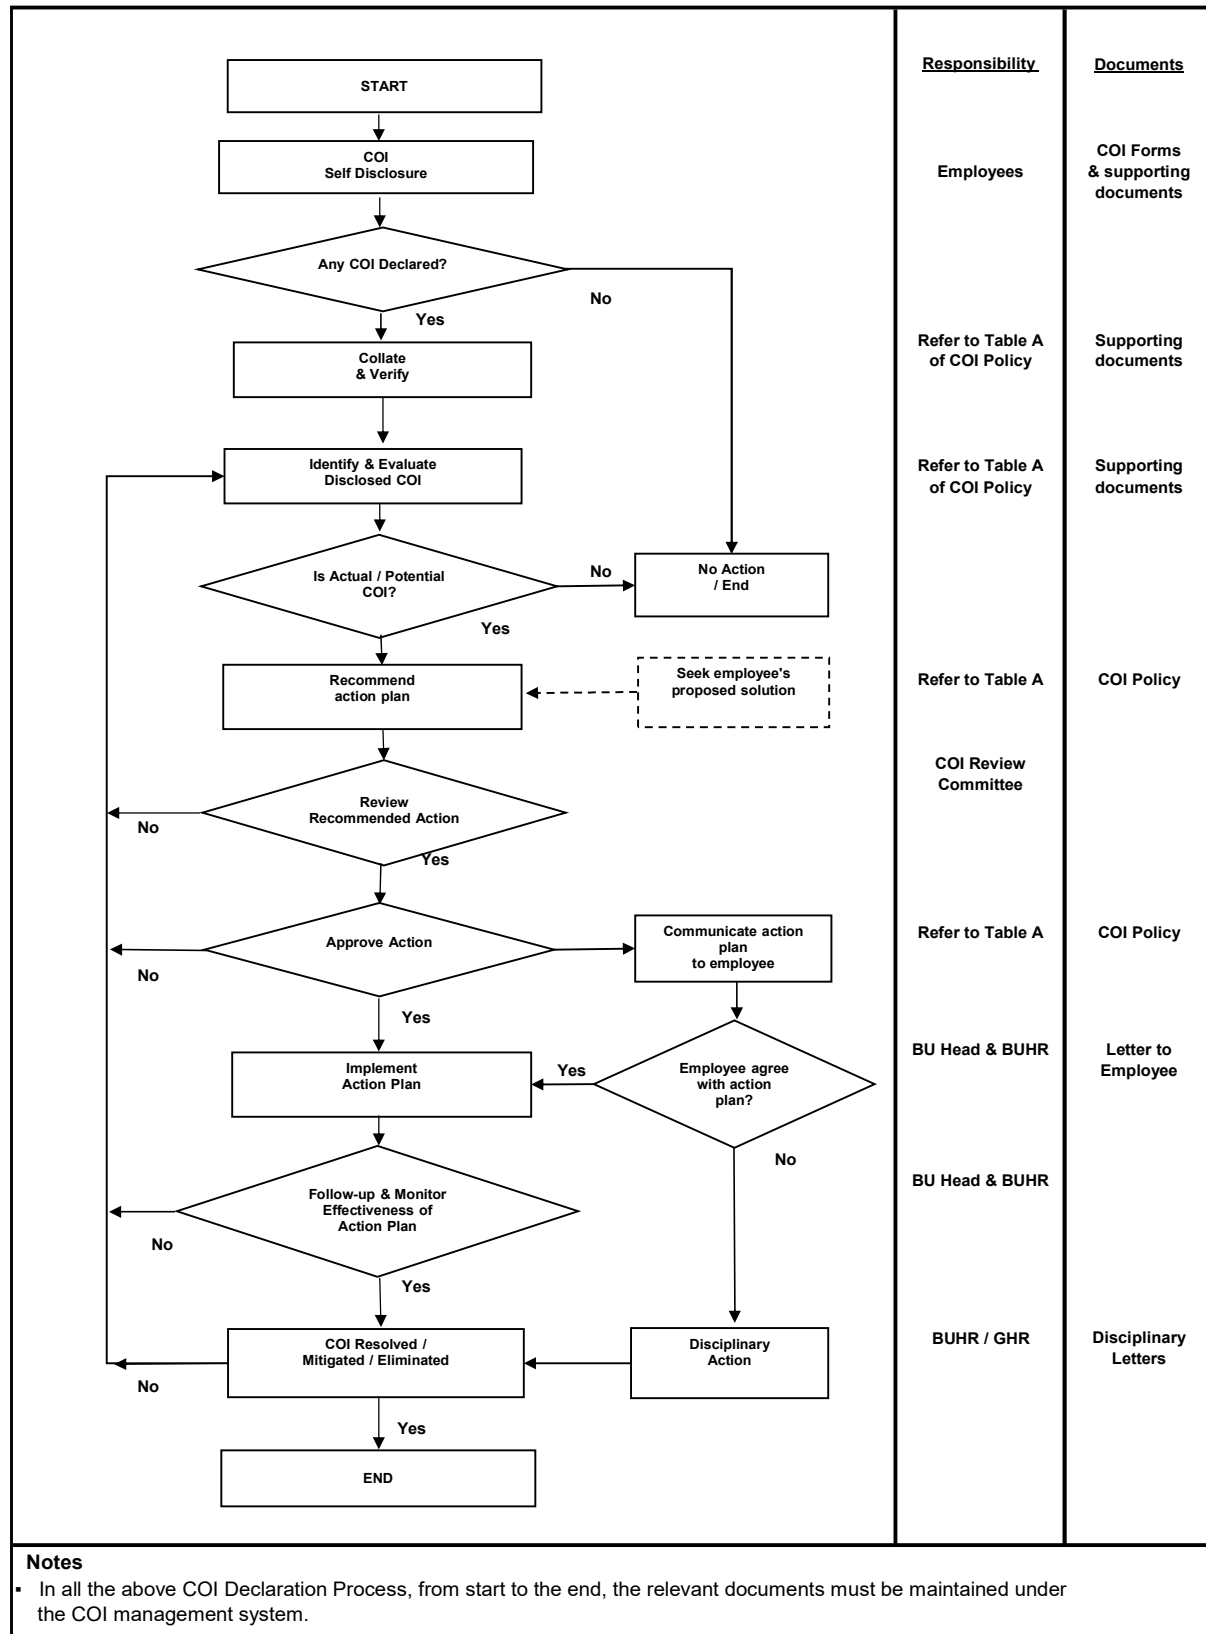 Responsibility
Documents
START
COI
Self Disclosure
Employees
COI Forms
& supporting
documents
Any COI Declared?
No
Yes
Collate
& Verify
Refer to Table A
of COI Policy
Supporting
documents
Identify & Evaluate
Disclosed COI
Refer to Table A
of COI Policy
Supporting
documents
Is Actual / Potential
COI?
No
No Action
/ End
Yes
Recommend
action plan
Seek employee's
proposed solution
Refer to Table A
COI Policy
COI Review
Committee
Review
Recommended Action
No
Yes
Approve Action
Communicate action
plan
to employee
Refer to Table A
COI Policy
No
Yes
Implement
Action Plan
Yes
Employee agree
with action
plan?
BU Head & BUHR
Letter to
Employee
No
Follow-up & Monitor
Effectiveness of
Action Plan
BU Head & BUHR
No
Yes
COI Resolved /
Mitigated / Eliminated
Disciplinary
Action
BUHR / GHR
Disciplinary
Letters
No
Yes
END
Notes
▪ In all the above COI Declaration Process, from start to the end, the relevant documents must be maintained under
the COI management system.